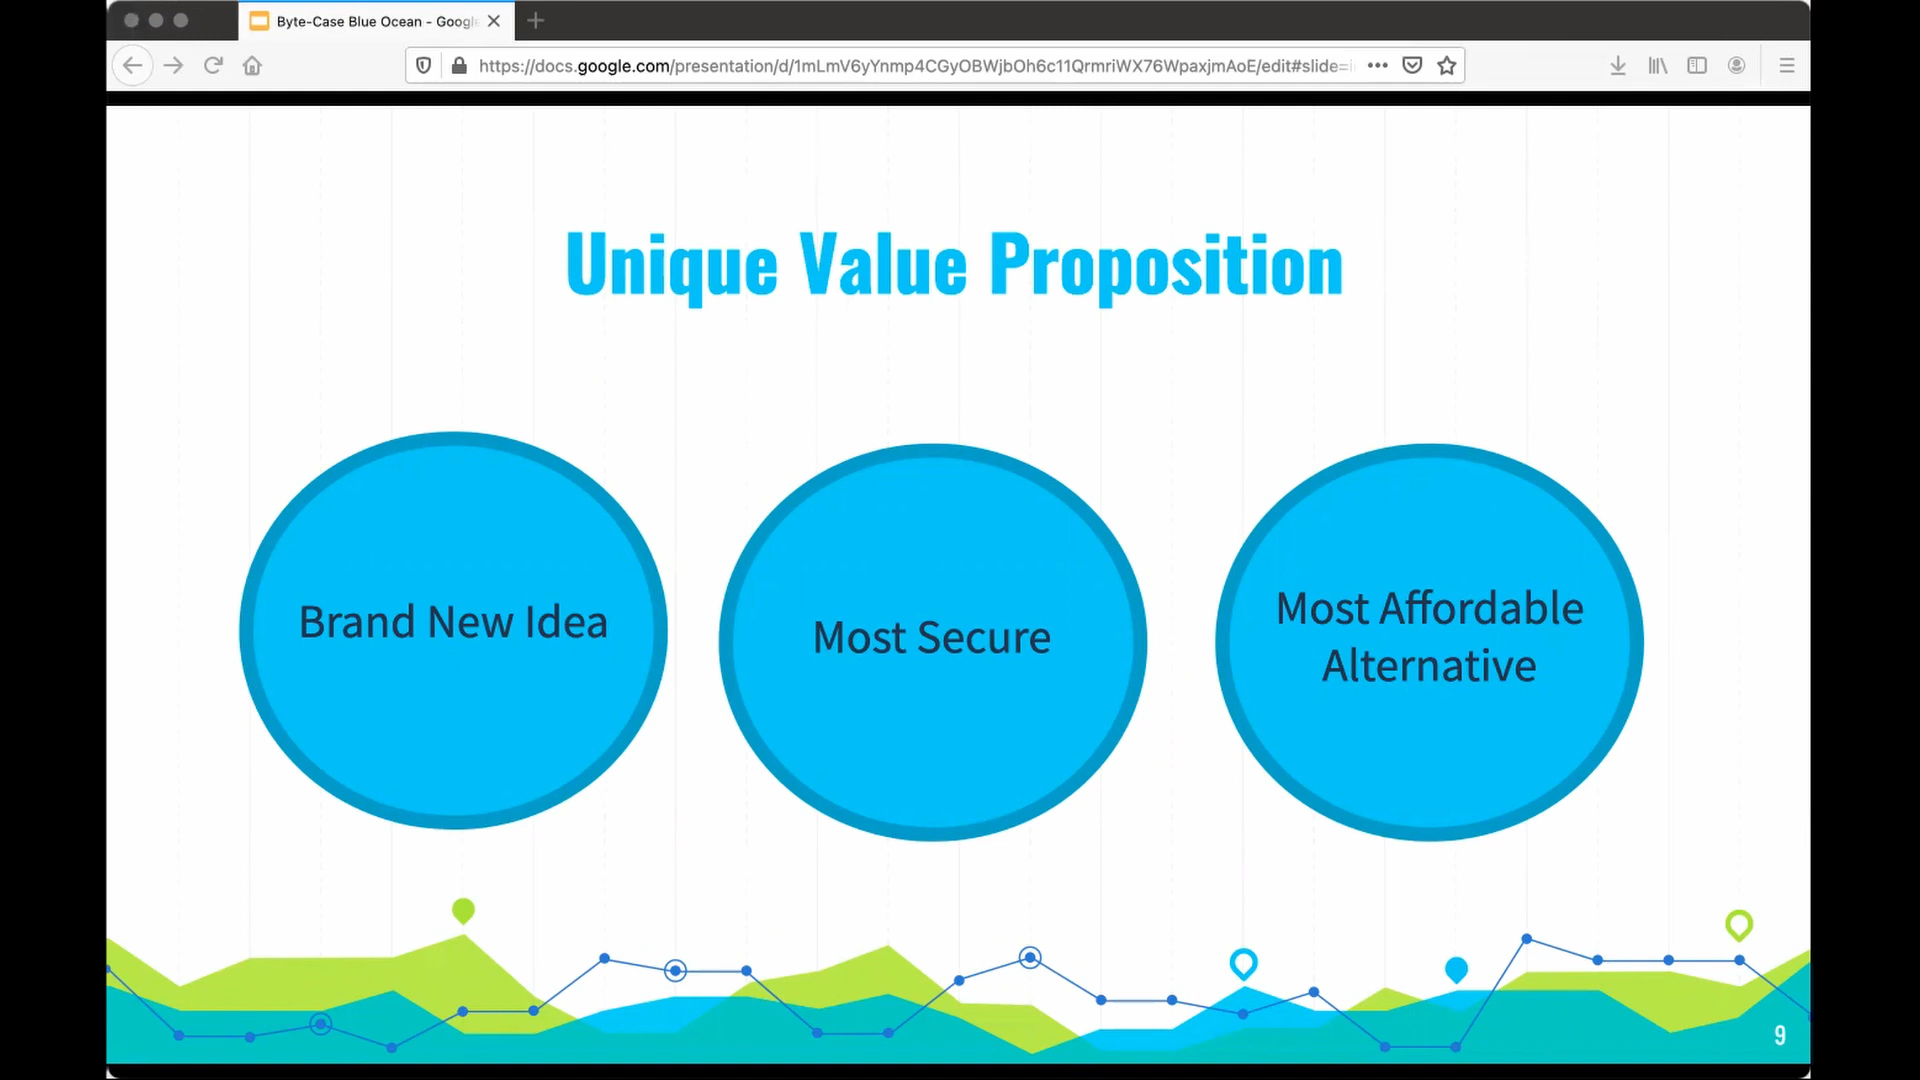 Byte-Case Blue Ocean - Google
https://docs.google.com/presentation/d/1mLmV6yYnmp4CGyOBWjbOh6c11QrmriWX76WpaxjmAoE/edit#slide=i
Unique Value Proposition
Brand New Idea
Most Secure
Most Affordable
Alternative
9